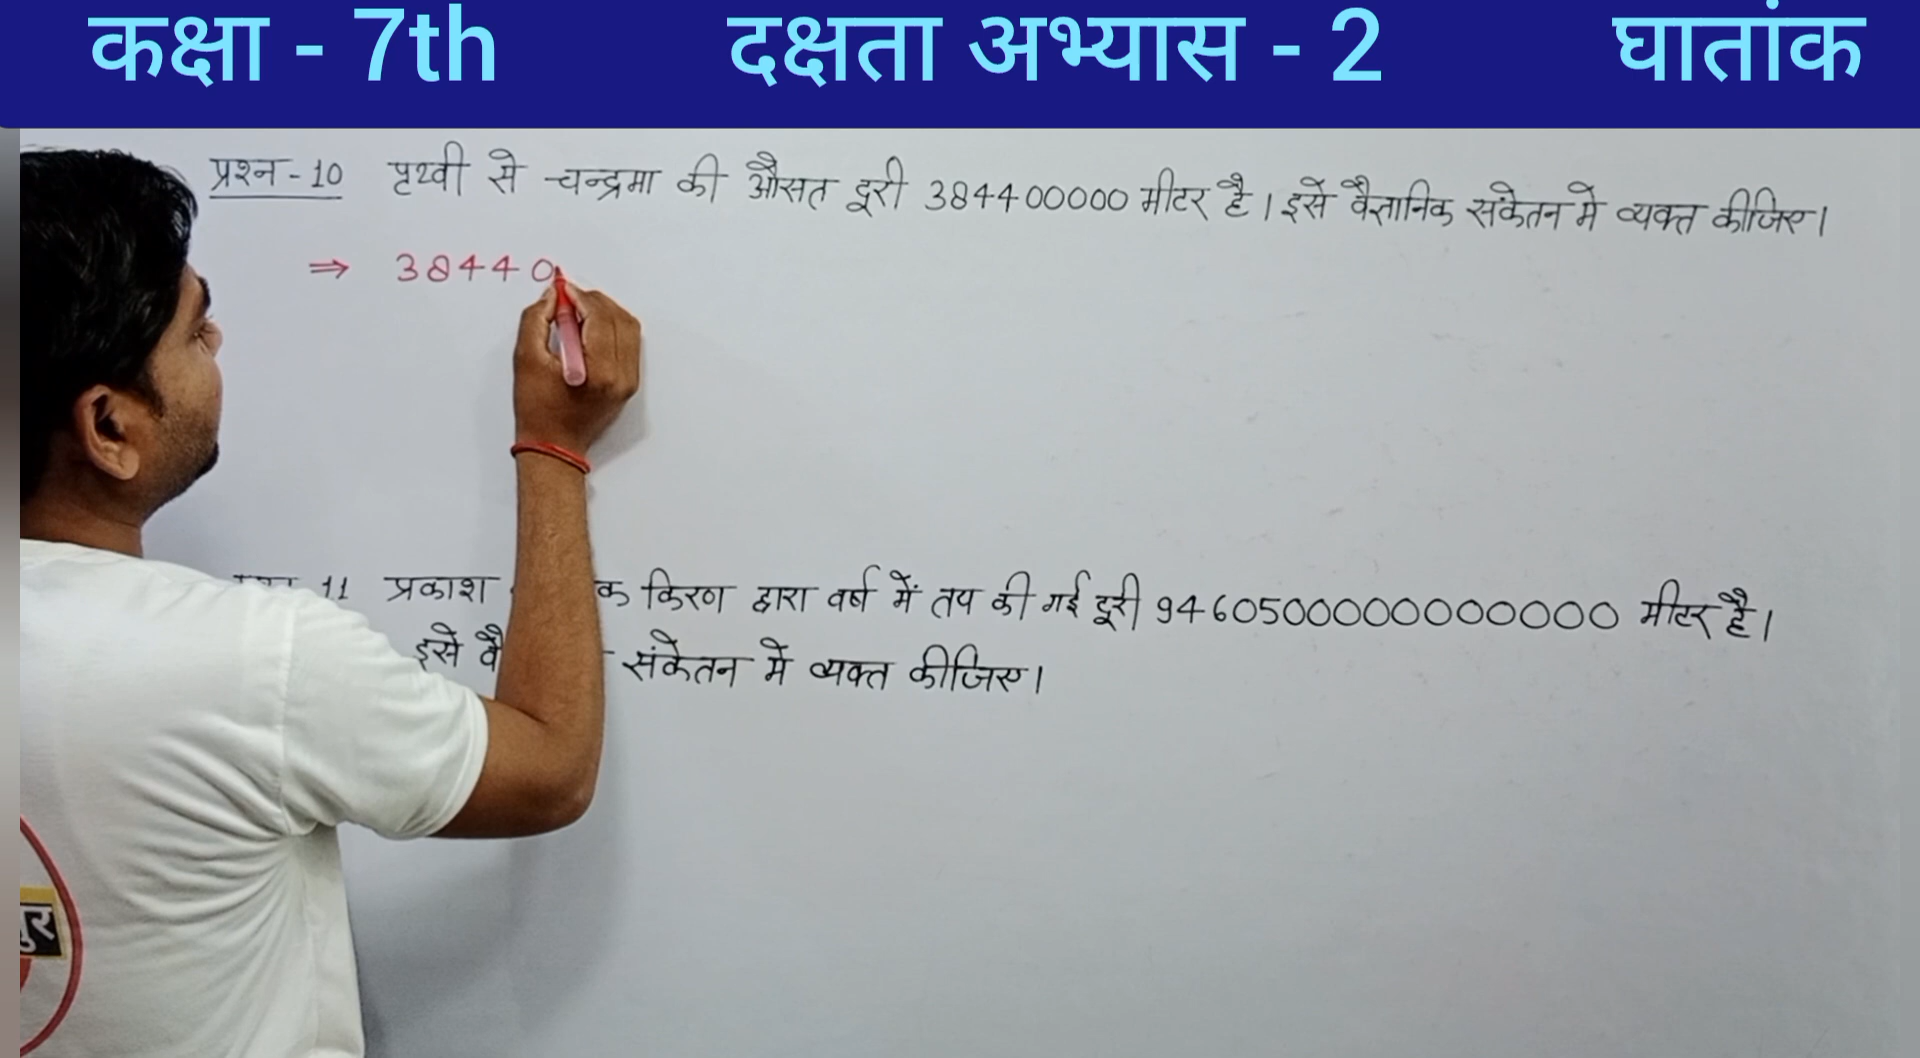 कक्षा - 7th दक्षता अभ्यास - 2 घातांक
प्रश्न - 10 पृथ्वी से चन्द्रमा की औसत दूरी 384400000 मीटर है। इसे वैज्ञानिक संकेतन मे व्यक्त कीजिए।
⇒ 38440
11 प्रकाश किरण द्वारा वर्ष में तय की गई दूरी 9460500000000000 मीटर है।
इसे संकेतन मे व्यक्त कीजिए।